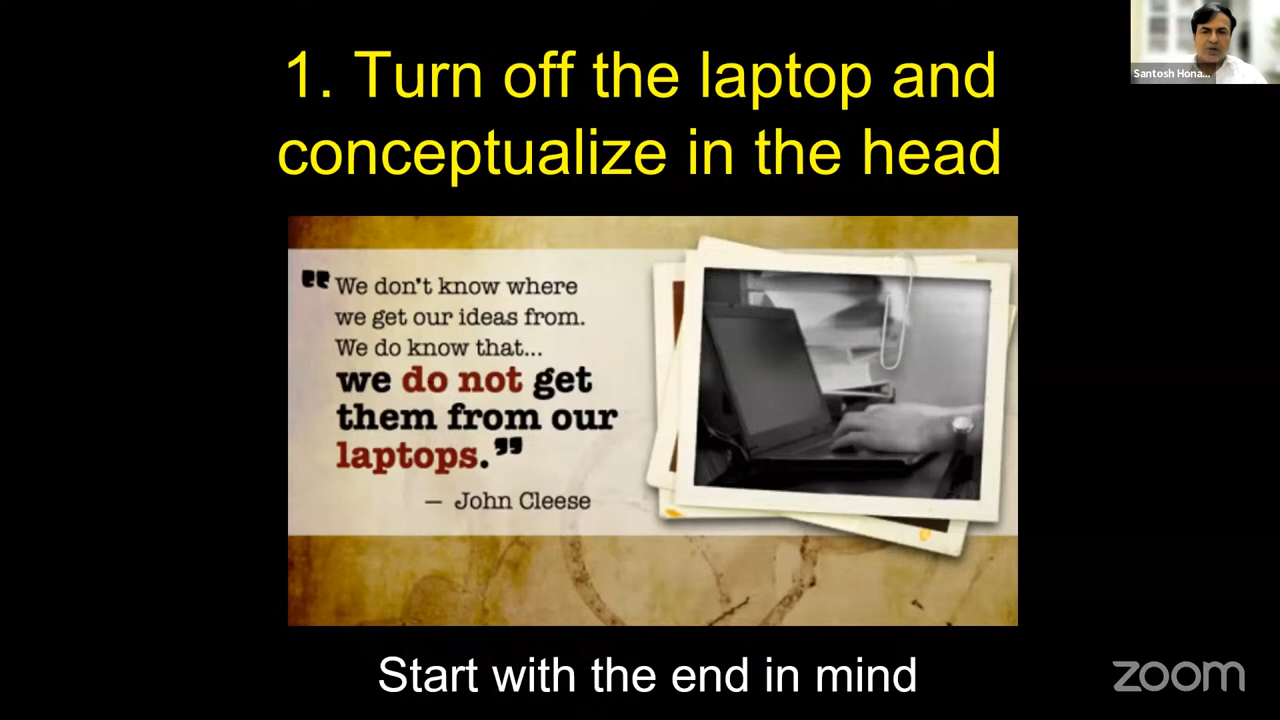 1. Turn off the laptop and
conceptualize in the head
Santosh Hona...
"We don't know where
we get our ideas from.
We do know that...
we do not get
them from our
laptops."
— John Cleese
Start with the end in mind
zoom